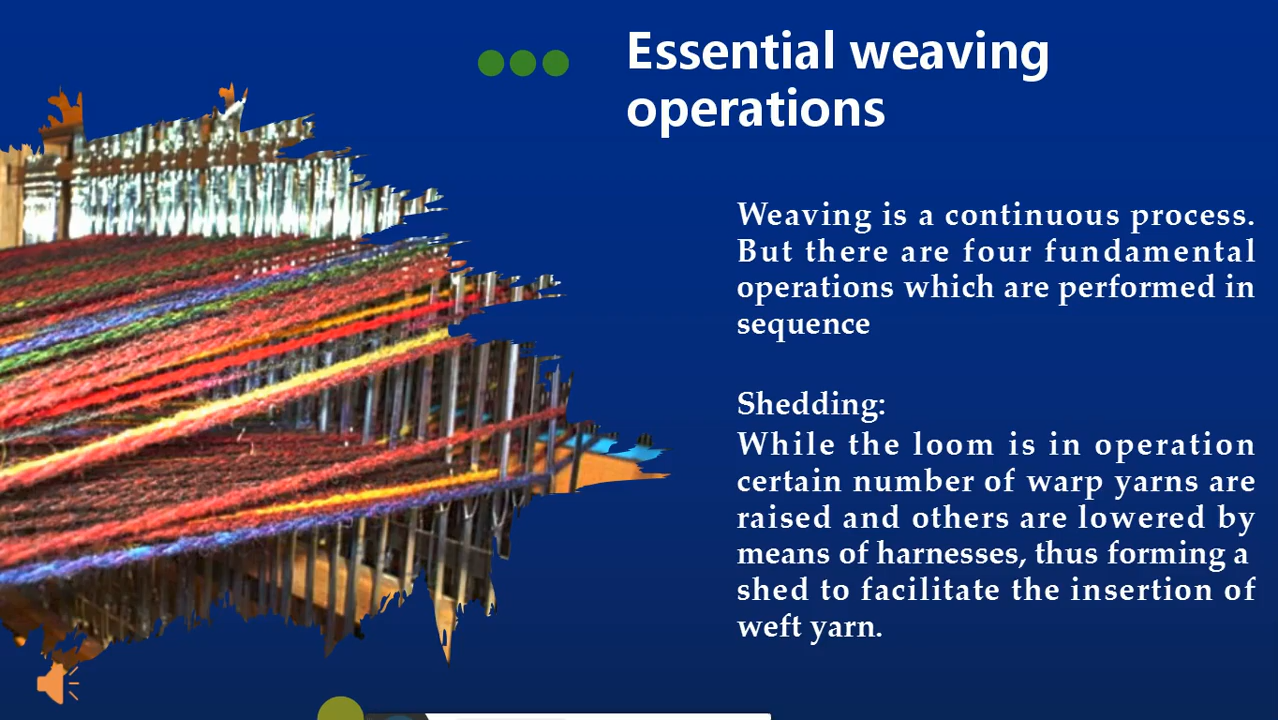 Essential weaving
operations
Weaving is a continuous process.
But there are four fundamental
operations which are performed in
sequence
Shedding:
While the loom is in operation
certain number of warp yarns are
raised and others are lowered by
means of harnesses, thus forming a
shed to facilitate the insertion of
weft yarn.